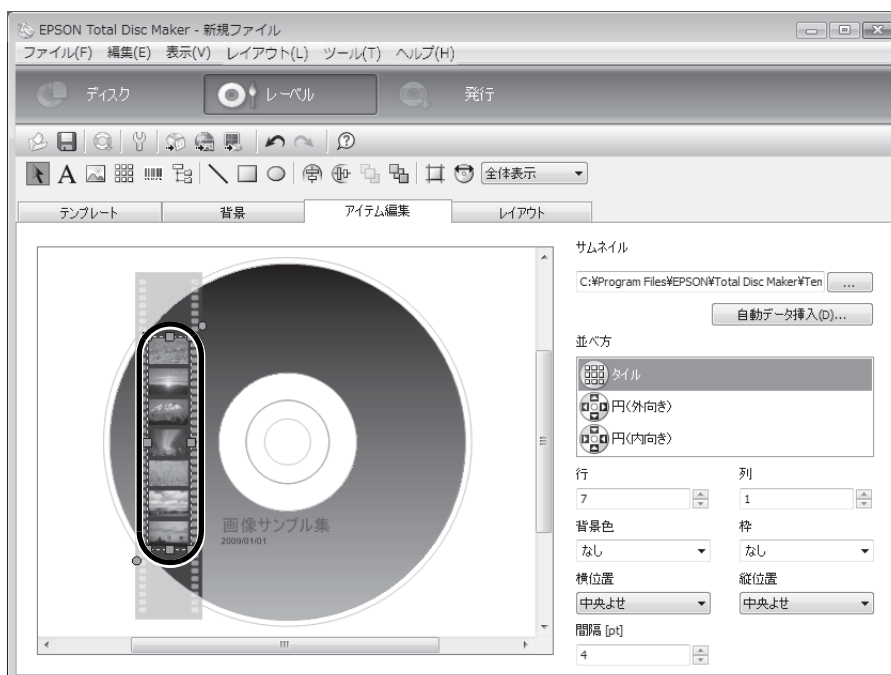 EPSON Total Disc Maker - 新規ファイル
ファイル(F) 編集(E) 表示(V) レイアウト(L) ツール(T) ヘルプ(H)
ディスク レーベル 発行
A 全体表示
テンプレート 背景 アイテム編集 レイアウト
サムネイル
C:¥Program Files¥EPSON¥Total Disc Maker¥Ten ...
自動データ挿入(D)...
並べ方
タイル
円(外向き)
円(内向き)
行 列
7 1
背景色 枠
なし なし
横位置 縦位置
中央よせ 中央よせ
間隔 [pt]
4
画像サンプル集
2009/01/01